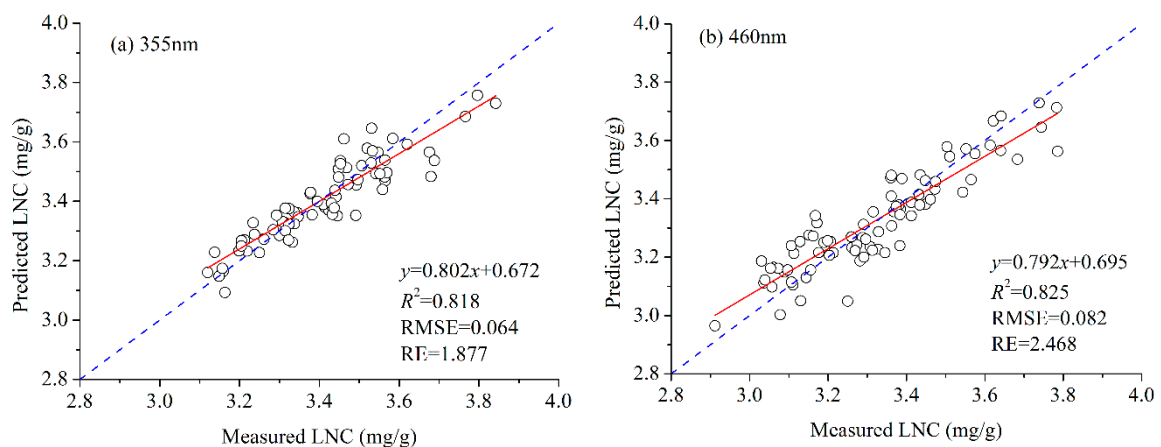 (a) 355nm
Predicted LNC (mg/g)
4.0
3.8
3.6
3.4
3.2
3.0
2.8
y=0.802x+0.672
R²=0.818
RMSE=0.064
RE=1.877
2.8 3.0 3.2 3.4 3.6 3.8 4.0
Measured LNC (mg/g)
(b) 460nm
Predicted LNC (mg/g)
4.0
3.8
3.6
3.4
3.2
3.0
2.8
y=0.792x+0.695
R²=0.825
RMSE=0.082
RE=2.468
2.8 3.0 3.2 3.4 3.6 3.8 4.0
Measured LNC (mg/g)